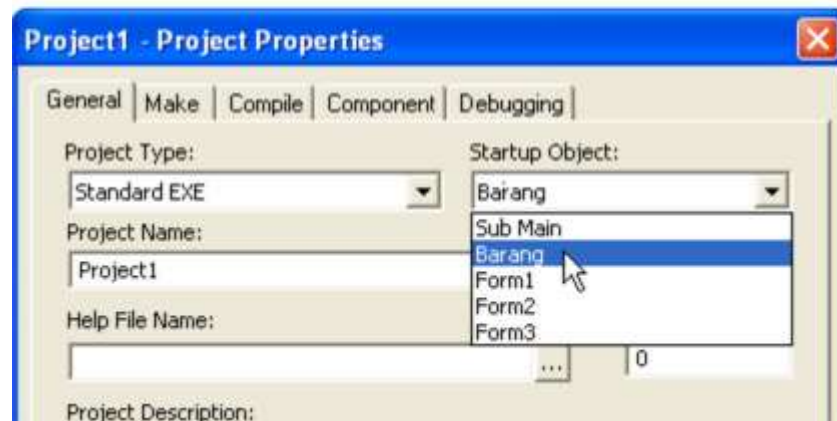 Project1 - Project Properties
General Make Compile Component Debugging
Project Type:
Startup Object:
Standard EXE
Barang
Project Name:
Project1
Sub Main
Barang
Form1
Form2
Form3
Help File Name:
...
0
Project Description: